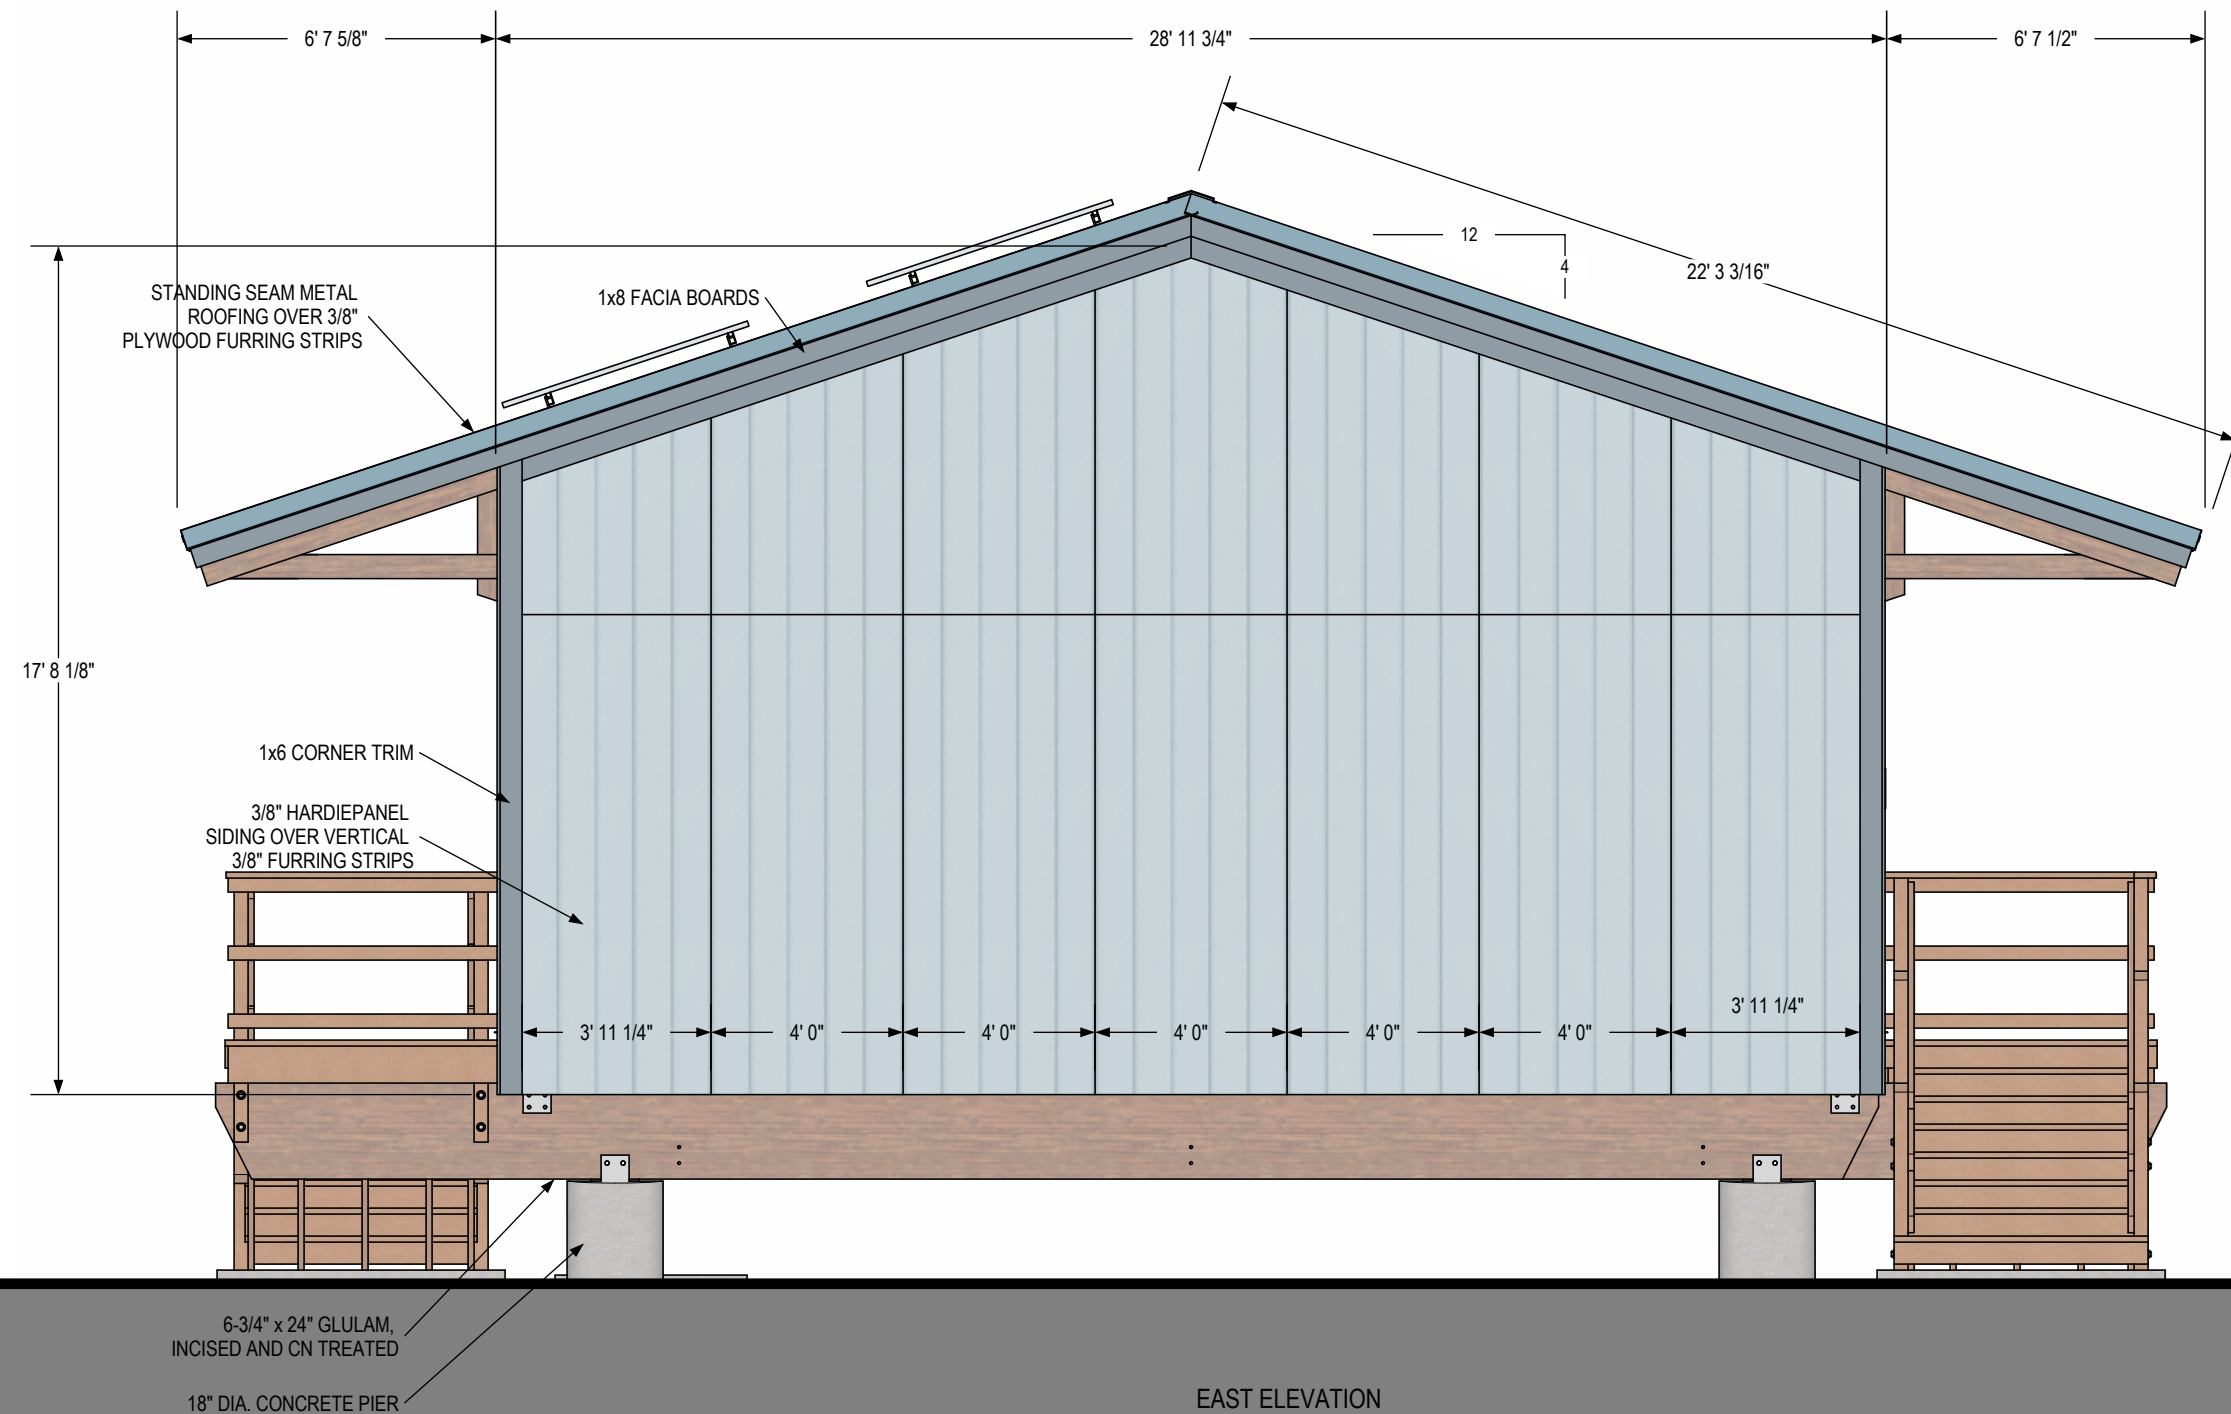 6' 7 5/8"
28' 11 3/4"
6' 7 1/2"
12
4
22' 3 3/16"
STANDING SEAM METAL
ROOFING OVER 3/8"
PLYWOOD FURRING STRIPS
1x8 FACIA BOARDS
17' 8 1/8"
1x6 CORNER TRIM
3/8" HARDIEPANEL
SIDING OVER VERTICAL
3/8" FURRING STRIPS
3' 11 1/4"
4' 0"
4' 0"
4' 0"
4' 0"
4' 0"
3' 11 1/4"
6-3/4" x 24" GLULAM,
INCISED AND CN TREATED
18" DIA. CONCRETE PIER
EAST ELEVATION